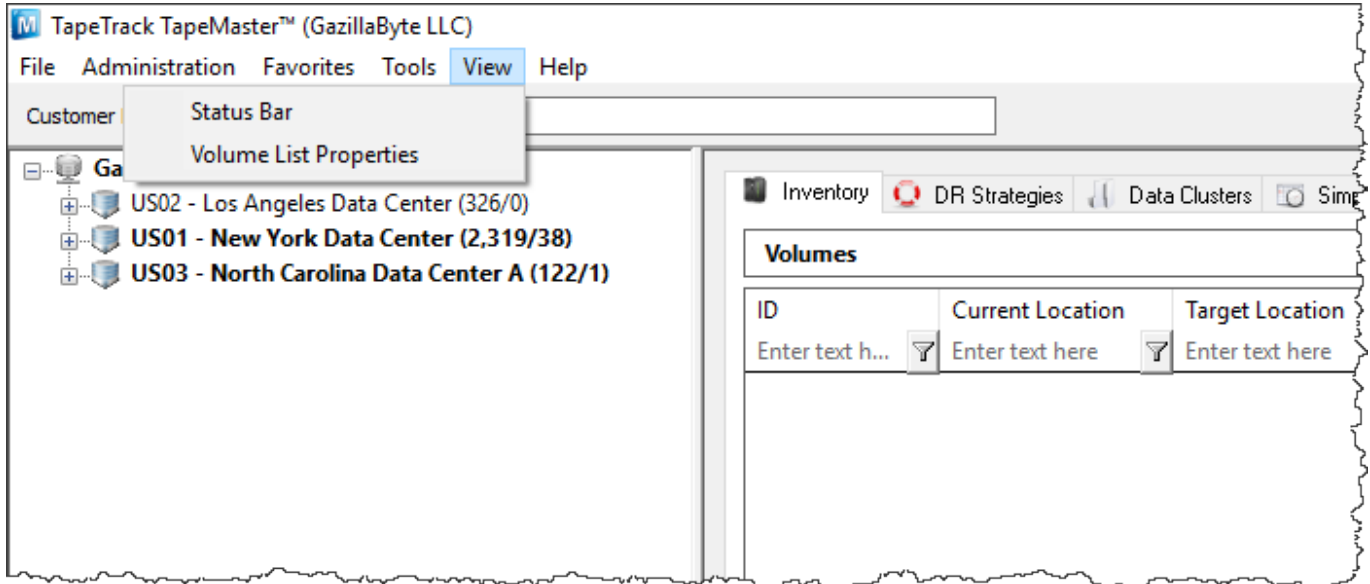 TapeTrack TapeMaster™ (GazillaByte LLC)
File Administration Favorites Tools View Help
Customer
Status Bar
Volume List Properties
Ga
US02 - Los Angeles Data Center (326/0)
US01 - New York Data Center (2,319/38)
US03 - North Carolina Data Center A (122/1)
Inventory DR Strategies Data Clusters
Volumes
ID Current Location Target Location
Enter text h... Enter text here Enter text here